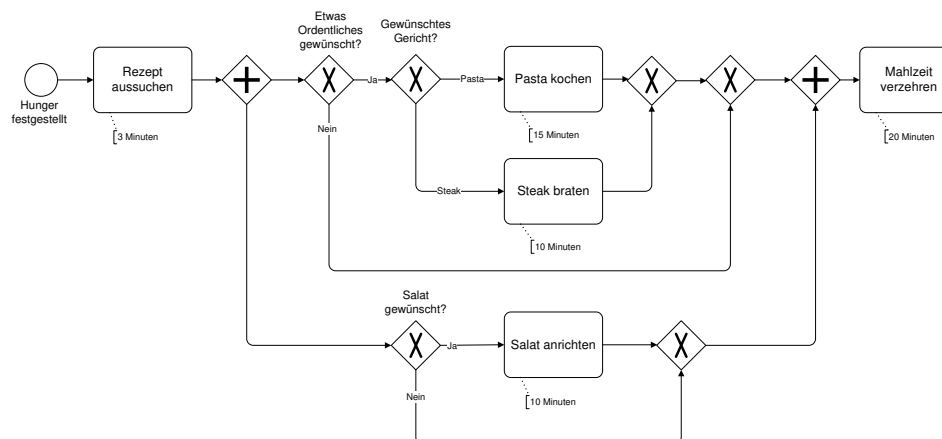 Etwas
Ordentliches
gewünscht?
Gewünschtes
Gericht?
Hunger
festgestellt
Rezept
aussuchen
3 Minuten
Ja
Nein
Pasta
Pasta kochen
15 Minuten
Steak
Steak braten
10 Minuten
Mahlzeit
verzehren
20 Minuten
Salat
gewünscht?
Ja
Salat anrichten
10 Minuten
Nein